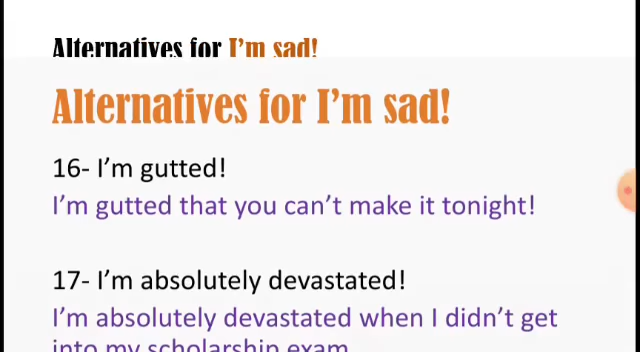 Alternatives for I'm sad!
Alternatives for I'm sad!
16- I'm gutted!
I'm gutted that you can't make it tonight!
17- I'm absolutely devastated!
I'm absolutely devastated when I didn't get
into my scholarship exam